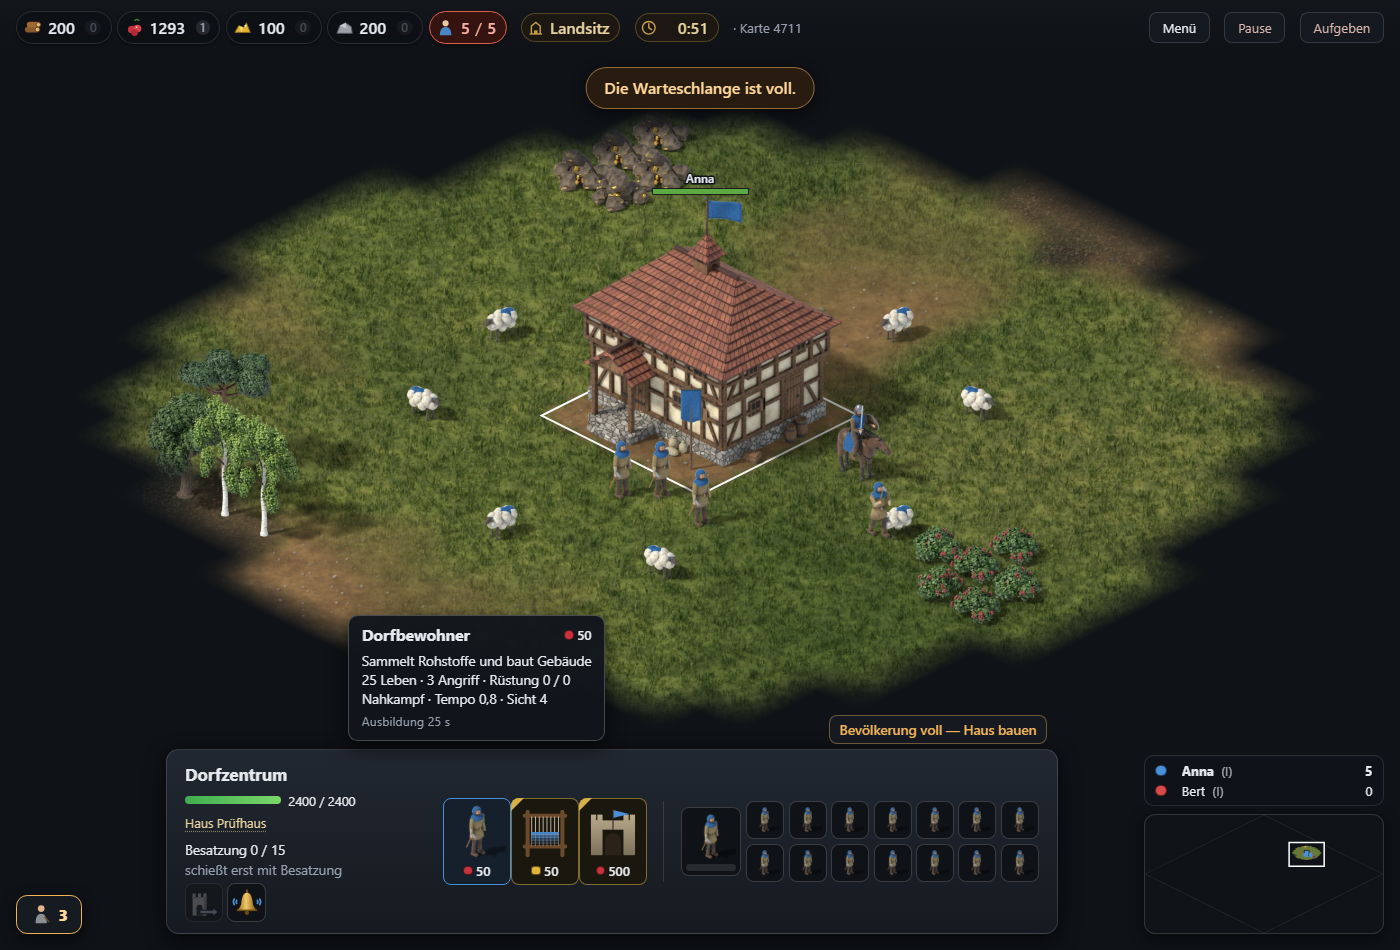 200 0 1293 1 100 0 200 0 5 / 5 Landsitz 0:51 · Karte 4711 Menü Pause Aufgeben
Die Warteschlange ist voll.
Anna
Dorfbewohner 50
Sammelt Rohstoffe und baut Gebäude
25 Leben · 3 Angriff · Rüstung 0 / 0
Nahkampf · Tempo 0,8 · Sicht 4
Ausbildung 25 s
Bevölkerung voll — Haus bauen
Dorfzentrum
2400 / 2400
Haus Prüfhaus
Besatzung 0 / 15
schießt erst mit Besatzung
50 50 500
Anna (I) 5
Bert (I) 0
3